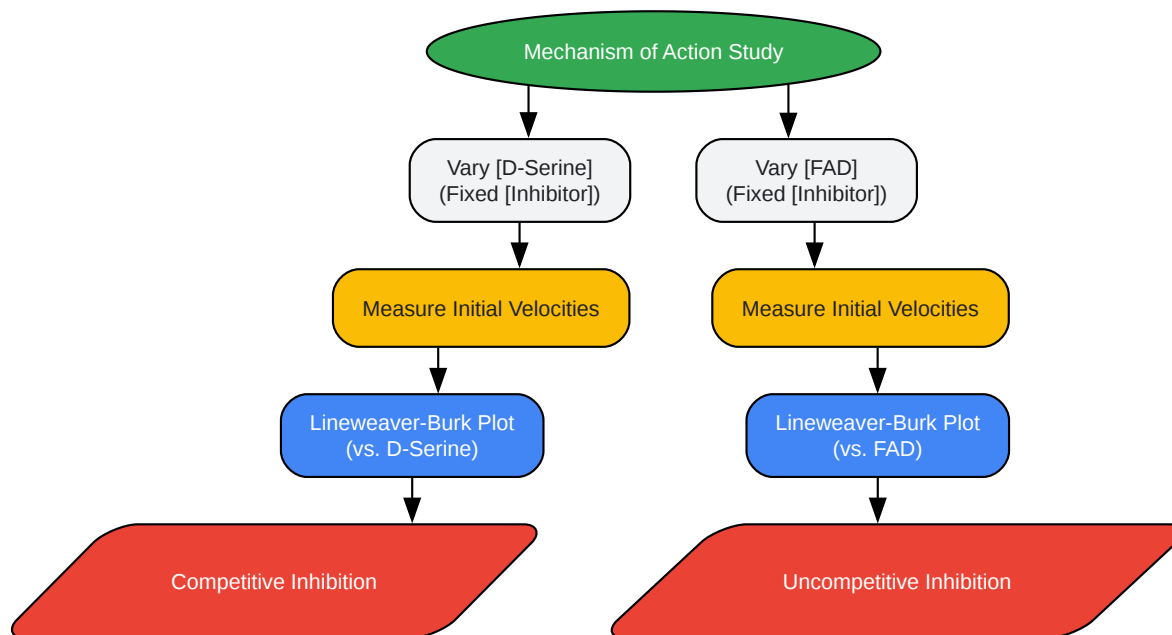 Mechanism of Action Study
Vary [D-Serine]
(Fixed [Inhibitor])
Vary [FAD]
(Fixed [Inhibitor])
Measure Initial Velocities
Measure Initial Velocities
Lineweaver-Burk Plot
(vs. D-Serine)
Lineweaver-Burk Plot
(vs. FAD)
Competitive Inhibition
Uncompetitive Inhibition